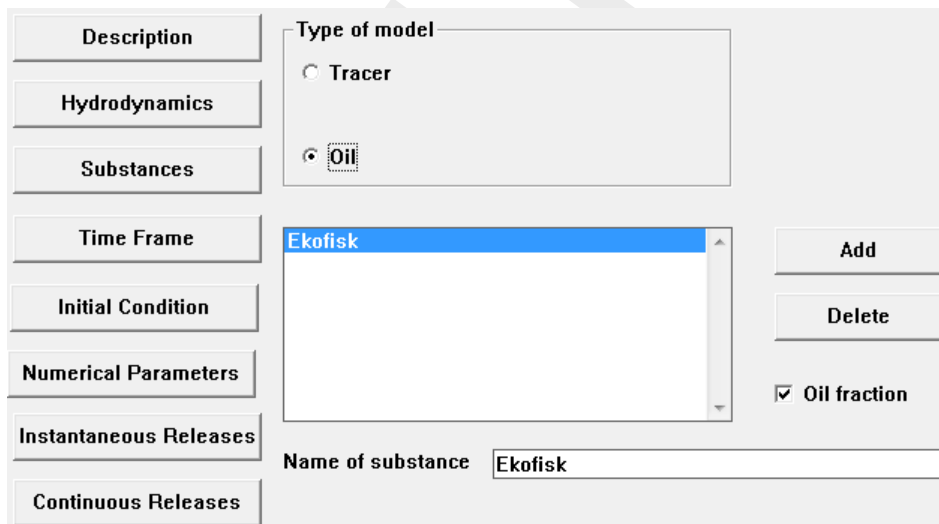 Description
Hydrodynamics
Substances
Time Frame
Initial Condition
Numerical Parameters
Instantaneous Releases
Continuous Releases
Type of model
Tracer
Oil
Ekofisk
Add
Delete
Oil fraction
Name of substance Ekofisk